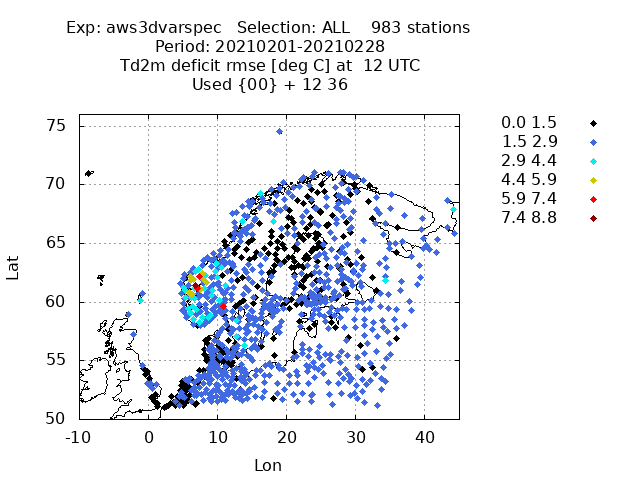 Exp: aws3dvarspec   Selection: ALL    983 stations
Period: 20210201-20210228
Td2m deficit rmse [deg C] at  12 UTC
Used {00} + 12 36
0.0 1.5
1.5 2.9
2.9 4.4
4.4 5.9
5.9 7.4
7.4 8.8
75
70
65
60
55
50
Lat
-10 0 10 20 30 40
Lon